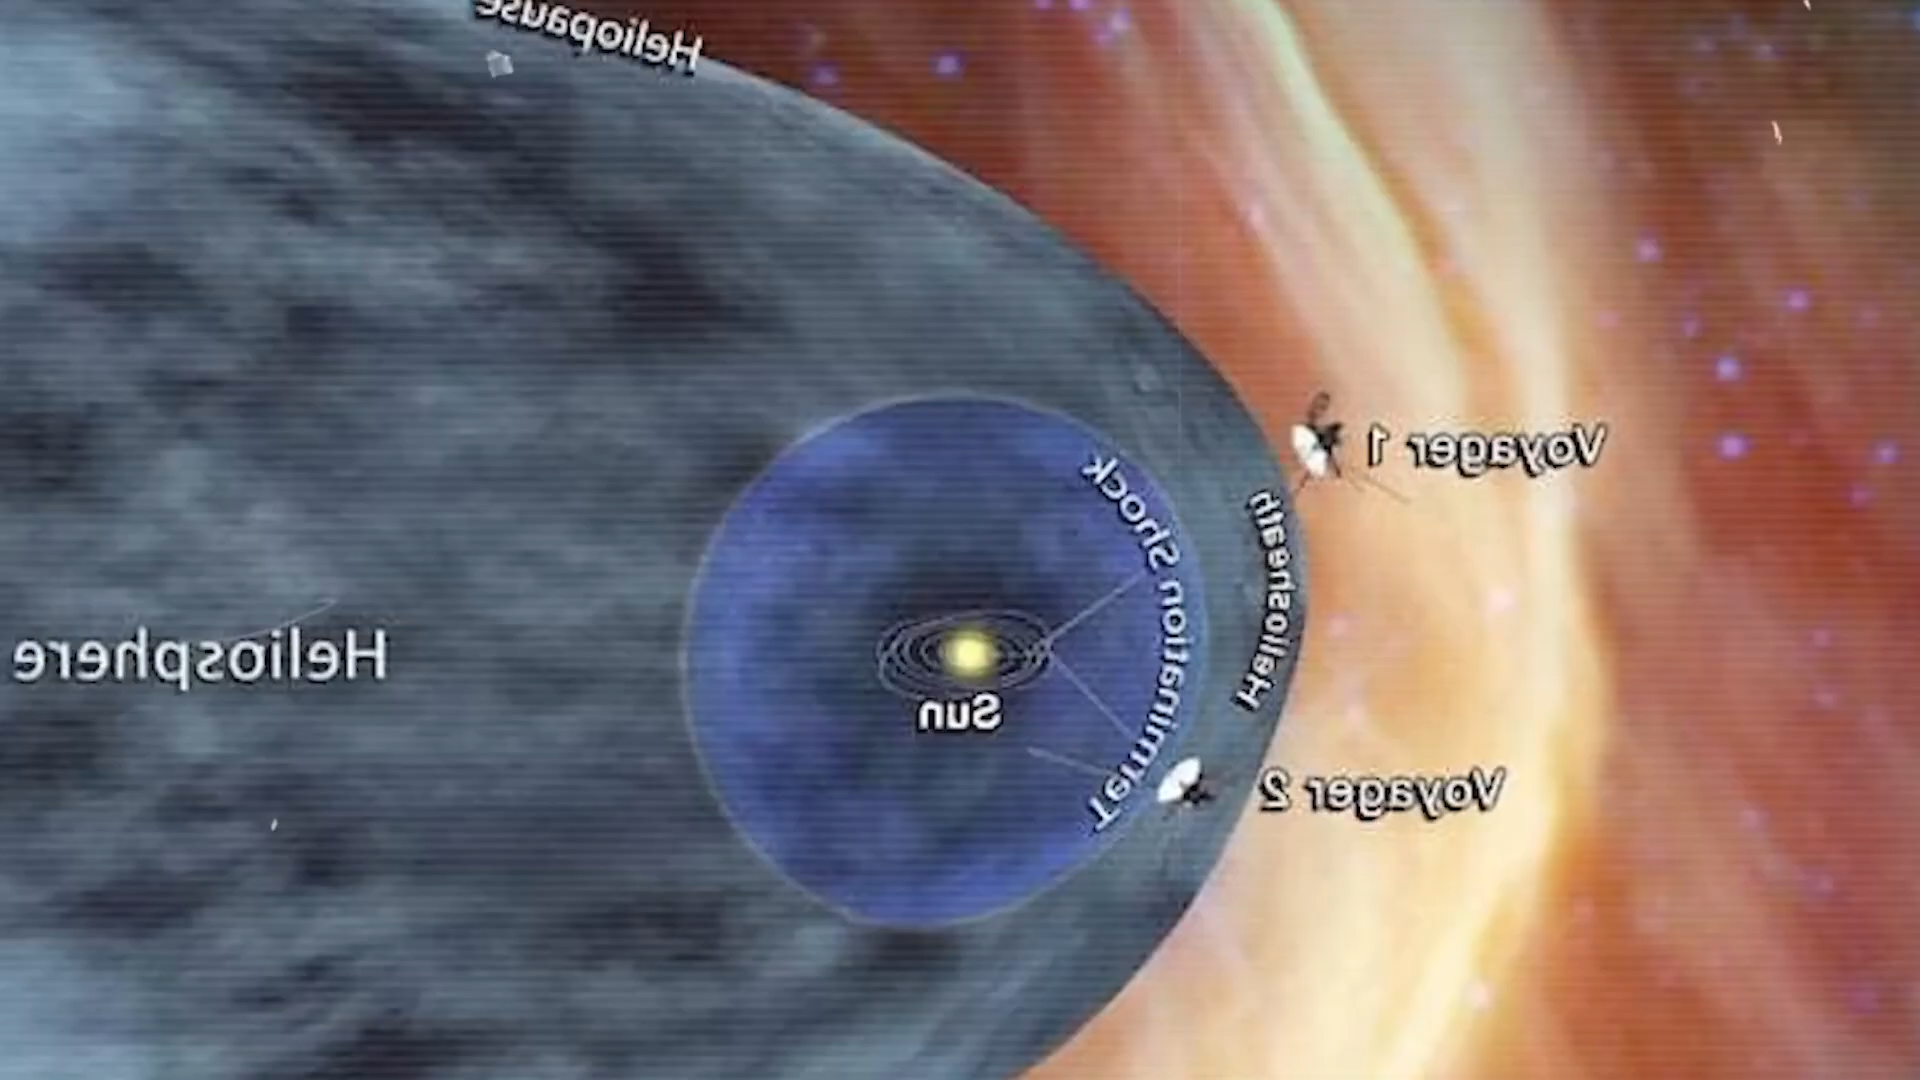 Heliopause
Voyager 1
Termination Shock
Heliosheath
Heliosphere
Sun
Voyager 2